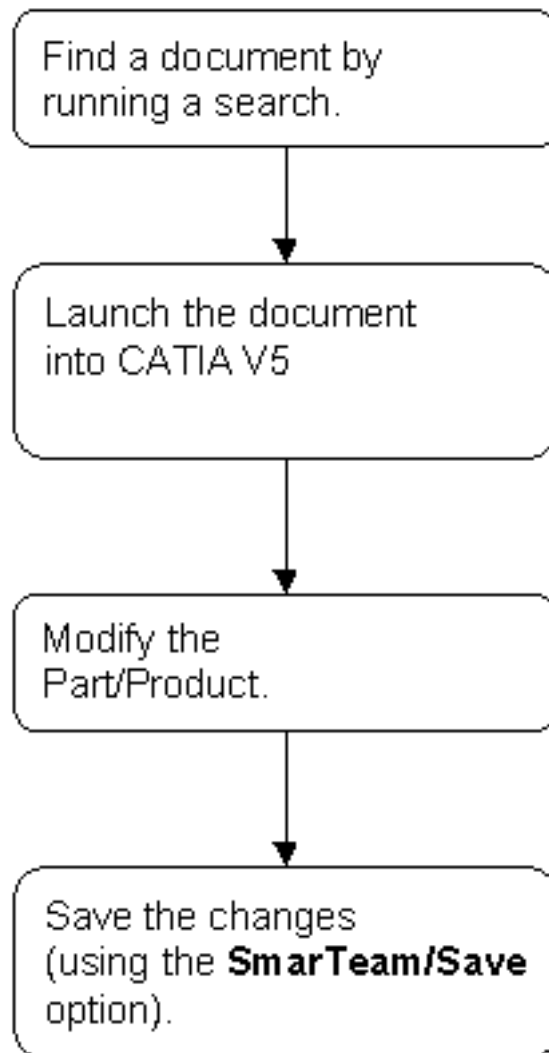 Find a document by
running a search.
Launch the document
into CATIA V5
Modify the
Part/Product.
Save the changes
(using the SmarTeam/Save
option).